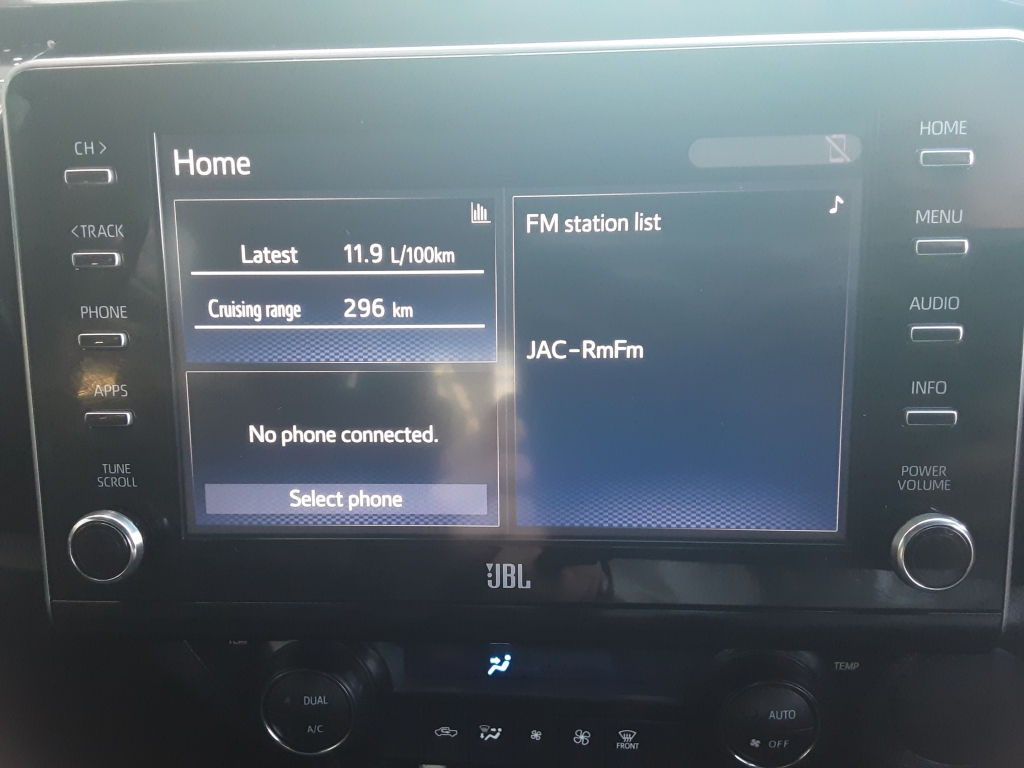 CH >
<TRACK
PHONE
APPS
TUNE
SCROLL
Home
Latest 11.9 L/100km
Cruising range 296 km
No phone connected.
Select phone
FM station list
JAC-RmFm
HOME
MENU
AUDIO
INFO
POWER
VOLUME
JBL
TEMP
TEMP
DUAL
A/C
FRONT
AUTO
OFF